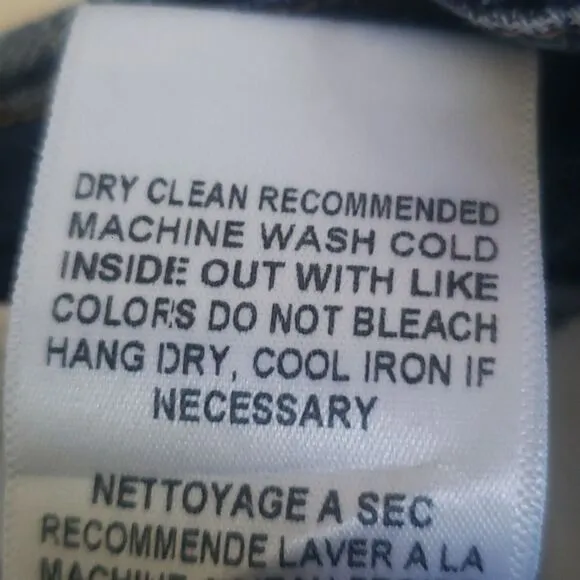 DRY CLEAN RECOMMENDED
MACHINE WASH COLD
INSIDE OUT WITH LIKE
COLORS DO NOT BLEACH
HANG DRY, COOL IRON IF
NECESSARY
NETTOYAGE A SEC
RECOMMENDE LAVER A LA
MACHINE